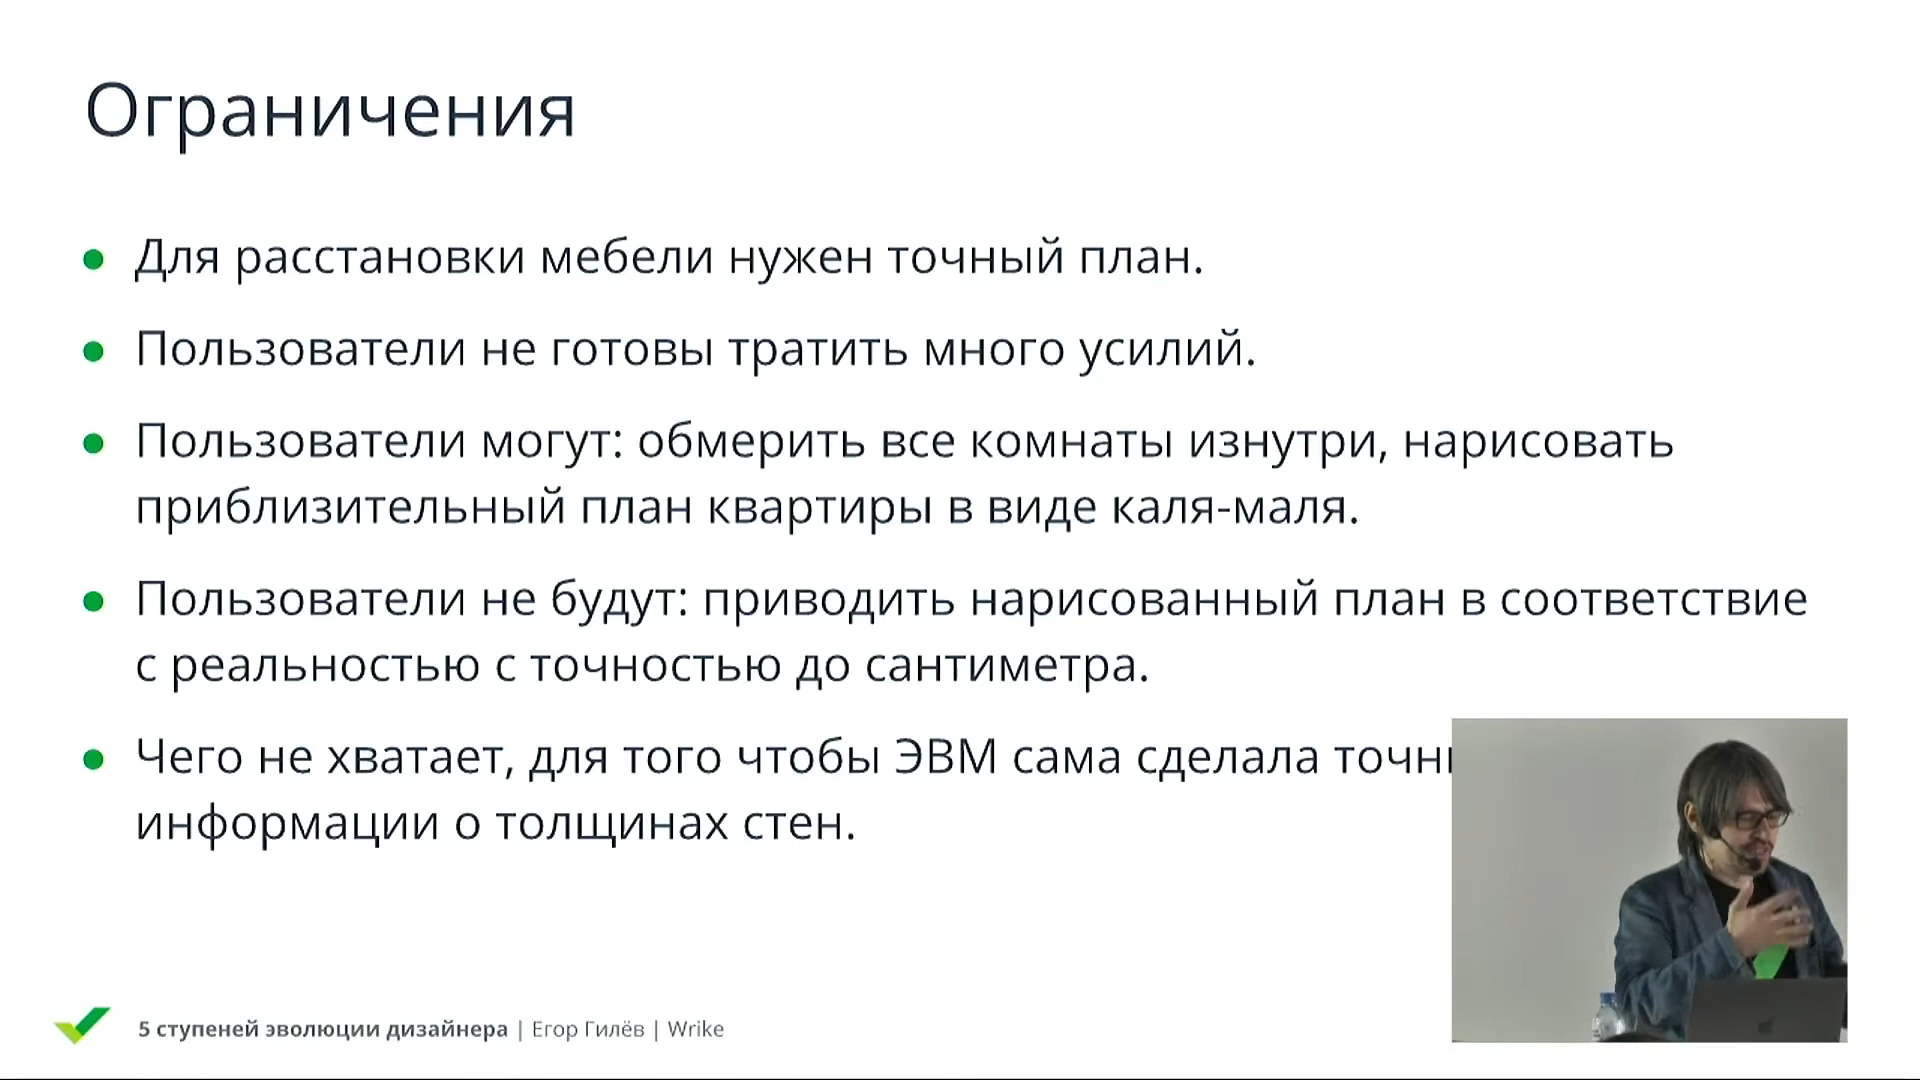 Ограничения
Для расстановки мебели нужен точный план.
Пользователи не готовы тратить много усилий.
Пользователи могут: обмерить все комнаты изнутри, нарисовать
приблизительный план квартиры в виде каля-маля.
Пользователи не будут: приводить нарисованный план в соответствие
с реальностью с точностью до сантиметра.
Чего не хватает, для того чтобы ЭВМ сама сделала
информации о толщинах стен.
5 ступеней эволюции дизайнера | Егор Гилёв | Wrike